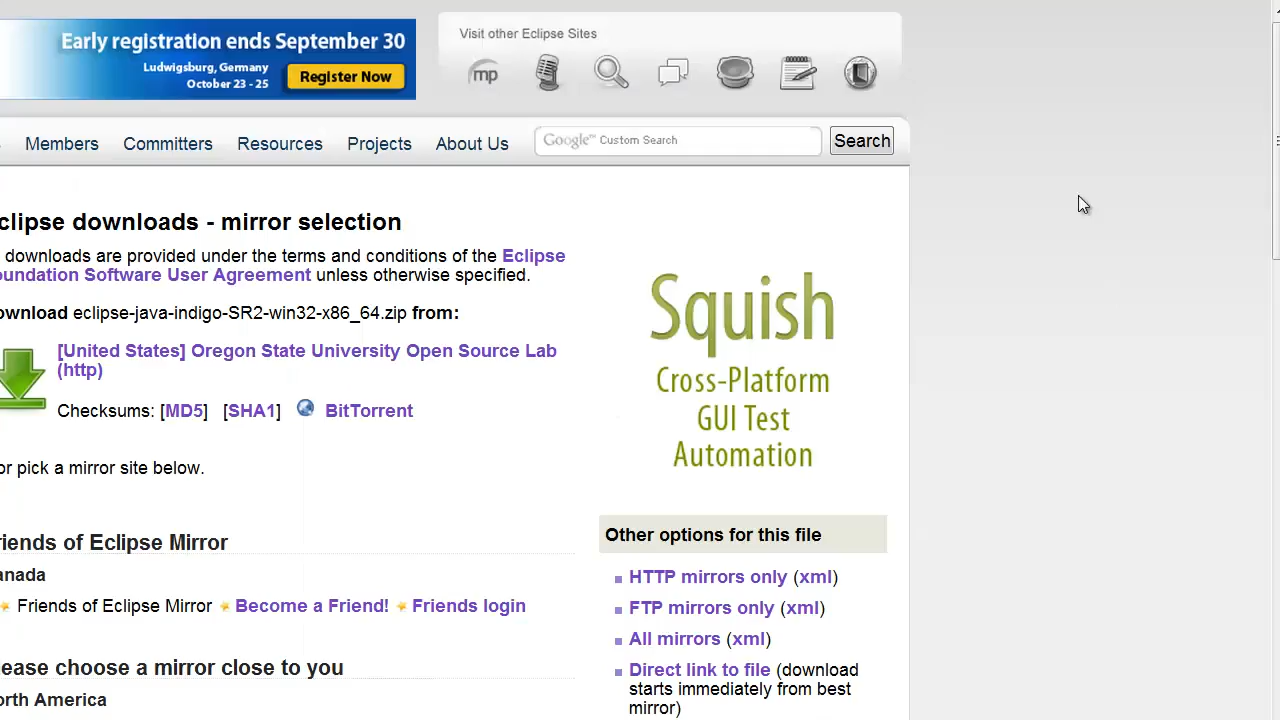 Early registration ends September 30
Ludwigsburg, Germany
October 23 - 25
Register Now
Visit other Eclipse Sites
mp
Members Committers Resources Projects About Us
Google™ Custom Search
Search
clipse downloads - mirror selection
downloads are provided under the terms and conditions of the Eclipse
oundation Software User Agreement unless otherwise specified.
ownload eclipse-java-indigo-SR2-win32-x86_64.zip from:
[United States] Oregon State University Open Source Lab
(http)
Checksums: [MD5] [SHA1] BitTorrent
or pick a mirror site below.
riends of Eclipse Mirror
anada
Friends of Eclipse Mirror Become a Friend! Friends login
ease choose a mirror close to you
orth America
Squish
Cross-Platform
GUI Test
Automation
Other options for this file
HTTP mirrors only (xml)
FTP mirrors only (xml)
All mirrors (xml)
Direct link to file (download
starts immediately from best
mirror)